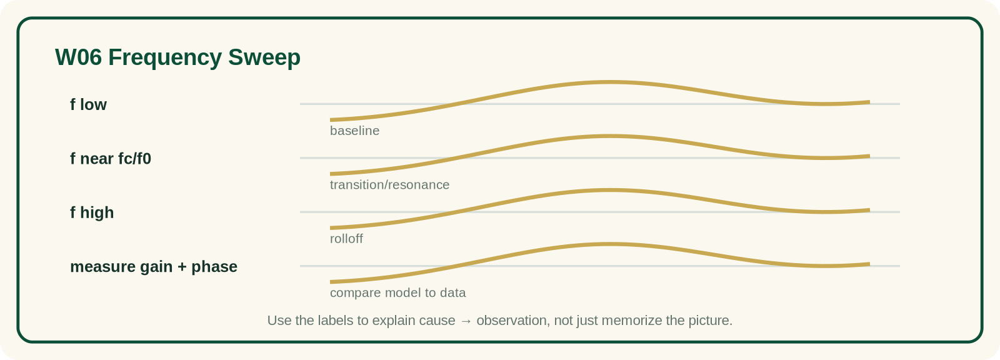 W06 Frequency Sweep
f low
baseline
f near fc/f0
transition/resonance
f high
rolloff
measure gain + phase
compare model to data
Use the labels to explain cause → observation, not just memorize the picture.